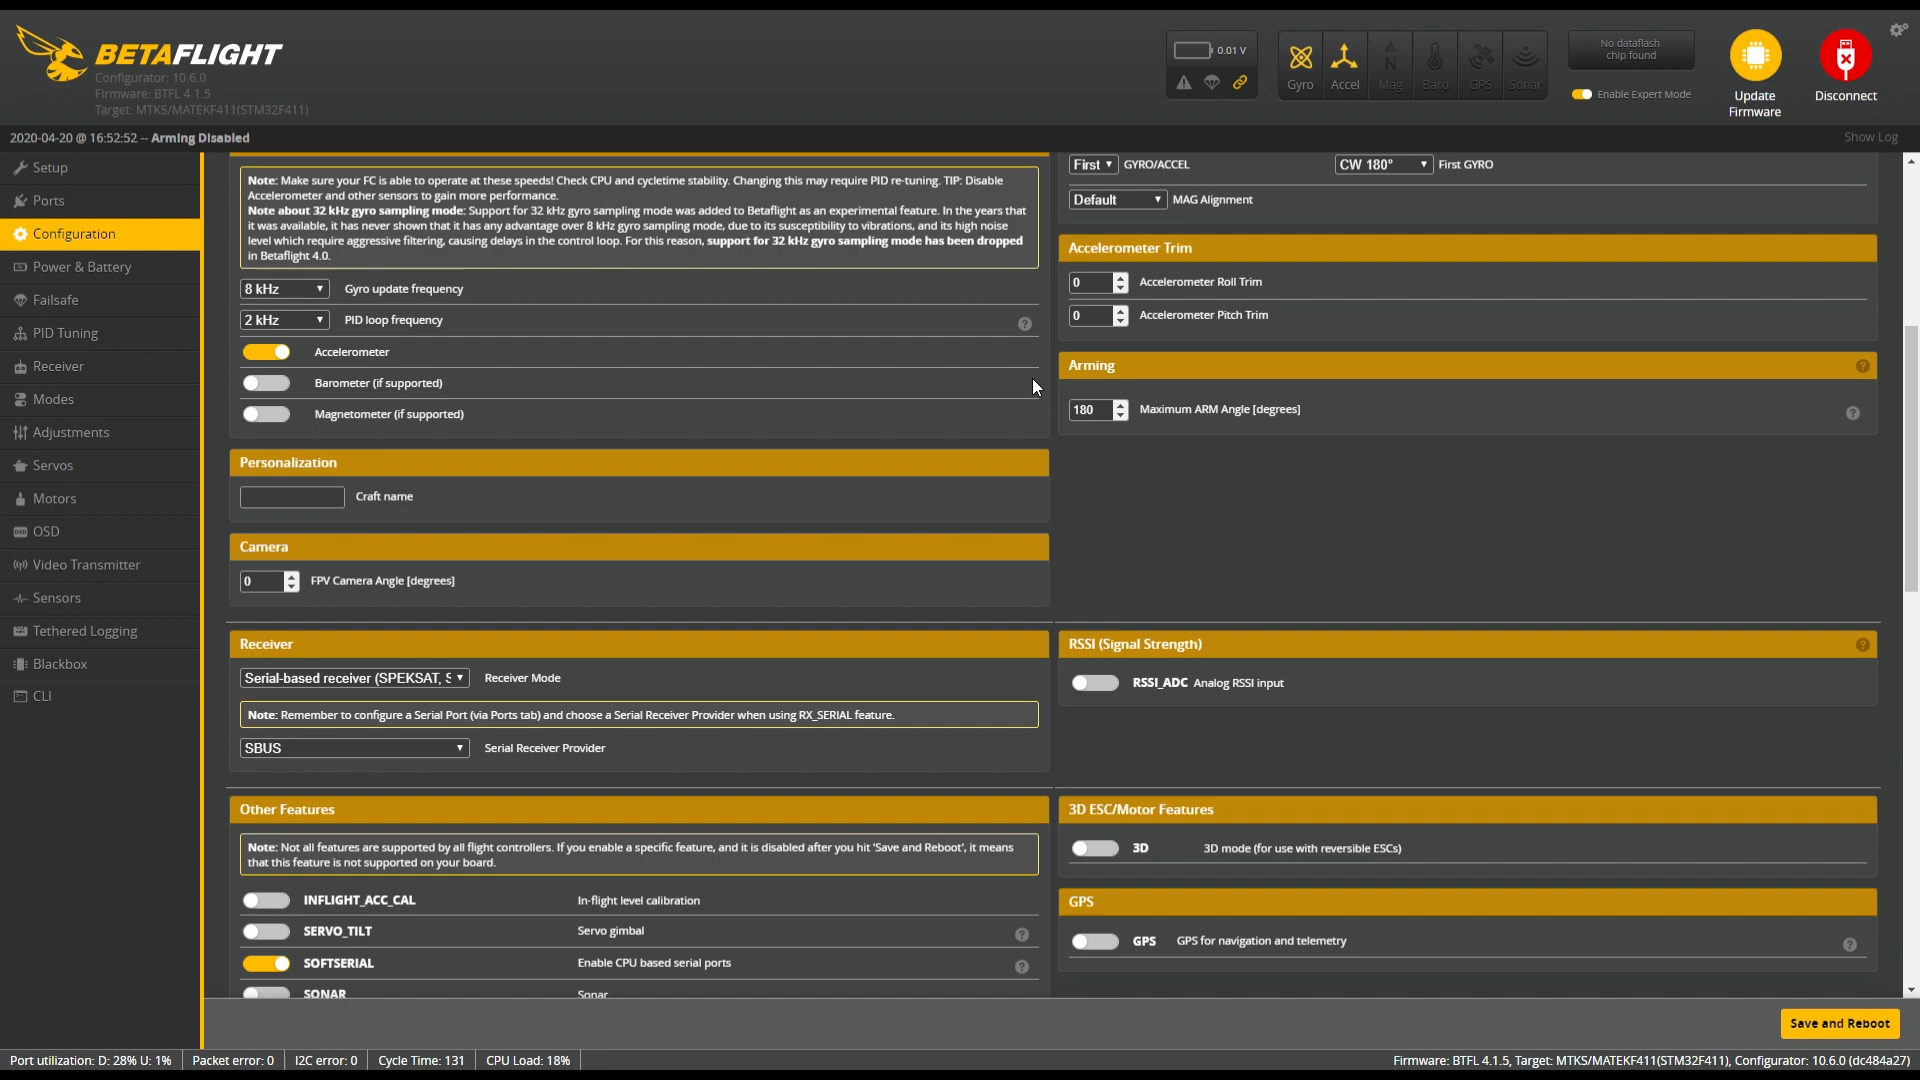 BETAFLIGHT
Configurator: 10.6.0
Firmware: BTFL 4.1.5
Target: MTKS/MATEKF411(STM32F411)
0.01 V
Gyro
Accel
Mag
Baro
GPS
Sonar
No dataflash
chip found
Enable Expert Mode
Update
Firmware
Disconnect
2020-04-20 @ 16:52:52 -- Arming Disabled
Show Log
Setup
Ports
Configuration
Power & Battery
Failsafe
PID Tuning
Receiver
Modes
Adjustments
Servos
Motors
OSD
Video Transmitter
Sensors
Tethered Logging
Blackbox
CLI
Note: Make sure your FC is able to operate at these speeds! Check CPU and cycletime stability. Changing this may require PID re-tuning. TIP: Disable
Accelerometer and other sensors to gain more performance.
Note about 32 kHz gyro sampling mode: Support for 32 kHz gyro sampling mode was added to Betaflight as an experimental feature. In the years that
it was available, it has never shown that it has any advantage over 8 kHz gyro sampling mode, due to its susceptibility to vibrations, and its high noise
level which require aggressive filtering, causing delays in the control loop. For this reason, support for 32 kHz gyro sampling mode has been dropped
in Betaflight 4.0.
8 kHz Gyro update frequency
2 kHz PID loop frequency
Accelerometer
Barometer (if supported)
Magnetometer (if supported)
Personalization
Craft name
Camera
0 FPV Camera Angle [degrees]
First GYRO/ACCEL CW 180° First GYRO
Default MAG Alignment
Accelerometer Trim
0 Accelerometer Roll Trim
0 Accelerometer Pitch Trim
Arming
180 Maximum ARM Angle [degrees]
Receiver
Serial-based receiver (SPEKSAT, S Receiver Mode
Note: Remember to configure a Serial Port (via Ports tab) and choose a Serial Receiver Provider when using RX_SERIAL feature.
SBUS Serial Receiver Provider
RSSI (Signal Strength)
RSSI_ADC Analog RSSI input
Other Features
Note: Not all features are supported by all flight controllers. If you enable a specific feature, and it is disabled after you hit 'Save and Reboot', it means
that this feature is not supported on your board.
INFLIGHT_ACC_CAL In-flight level calibration
SERVO_TILT Servo gimbal
SOFTSERIAL Enable CPU based serial ports
SONAR Sonar
3D ESC/Motor Features
3D 3D mode (for use with reversible ESCs)
GPS
GPS GPS for navigation and telemetry
Save and Reboot
Port utilization: D: 28% U: 1% Packet error: 0 I2C error: 0 Cycle Time: 131 CPU Load: 18%
Firmware: BTFL 4.1.5, Target: MTKS/MATEKF411(STM32F411), Configurator: 10.6.0 (dc484a27)